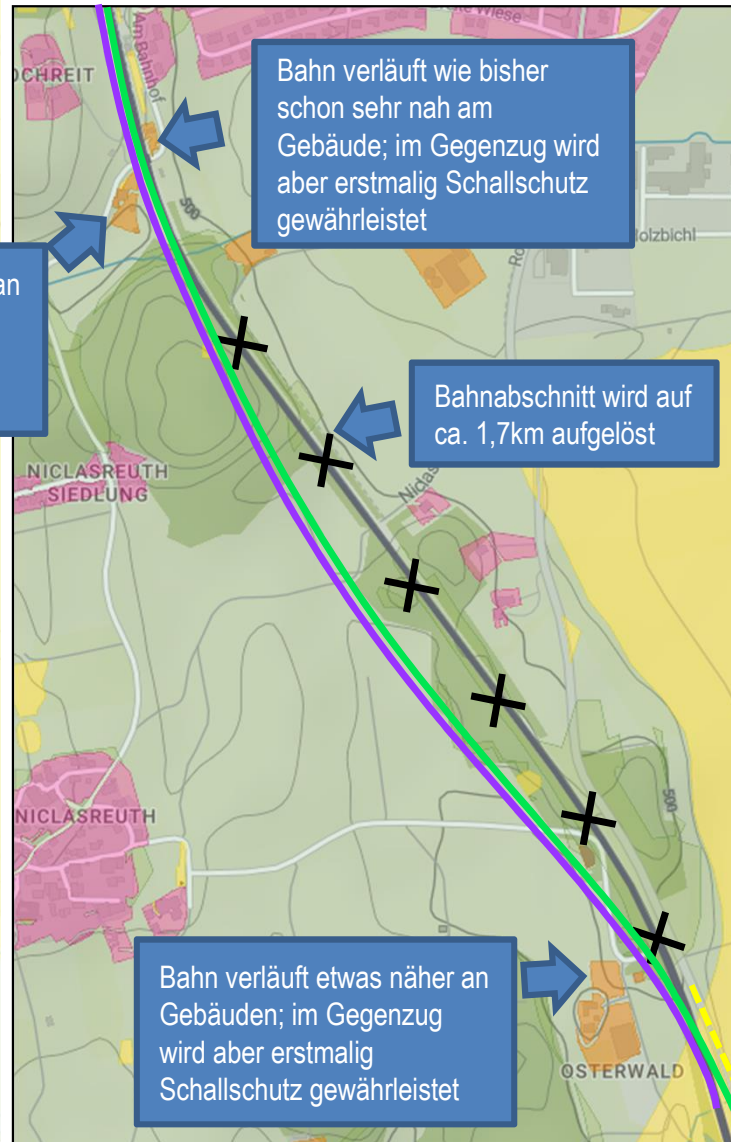 Wiese
OCHREIT
Am Bahnhof
Bahn verläuft wie bisher
schon sehr nah am
Gebäude; im Gegenzug wird
aber erstmalig Schallschutz
gewährleistet
500
olzbichl
an
Bahnabschnitt wird auf
ca. 1,7km aufgelöst
NICLASREUTH
SIEDLUNG
Niclas
500
NICLASREUTH
Bahn verläuft etwas näher an
Gebäuden; im Gegenzug
wird aber erstmalig
Schallschutz gewährleistet
OSTERWALD